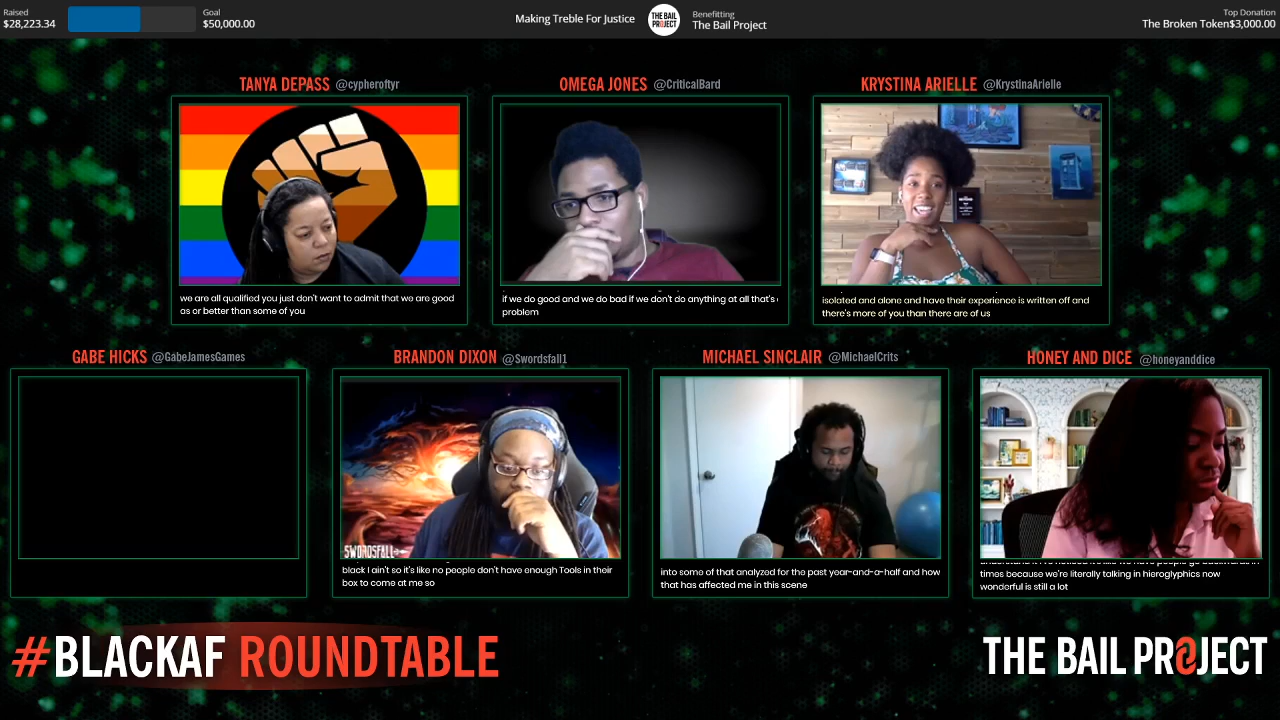 Raised
$28,223.34
Goal
$50,000.00
Making Treble For Justice
THE BAIL
PROJECT
Benefitting
The Bail Project
Top Donation
The Broken Token$3,000.00
TANYA DEPASS @cypheroftyr
OMEGA JONES @CriticalBard
KRYSTINA ARIELLE @KrystinaArielle
we are all qualified you just don't want to admit that we are good
as or better than some of you
if we do good and we do bad if we don't do anything at all that's
problem
isolated and alone and have their experience is written off and
there's more of you than there are of us
GABE HICKS @GabeJamesGames
BRANDON DIXON @Swordsfall1
MICHAEL SINCLAIR @MichaelCrits
HONEY AND DICE @honeyanddice
SWORDSFALL
black I ain't so it's like no people don't have enough Tools in their
box to come at me so
into some of that analyzed for the past year-and-a-half and how
that has affected me in this scene
times because we're literally talking in hieroglyphics now
wonderful is still a lot
#BLACKAF ROUNDTABLE
THE BAIL PROJECT